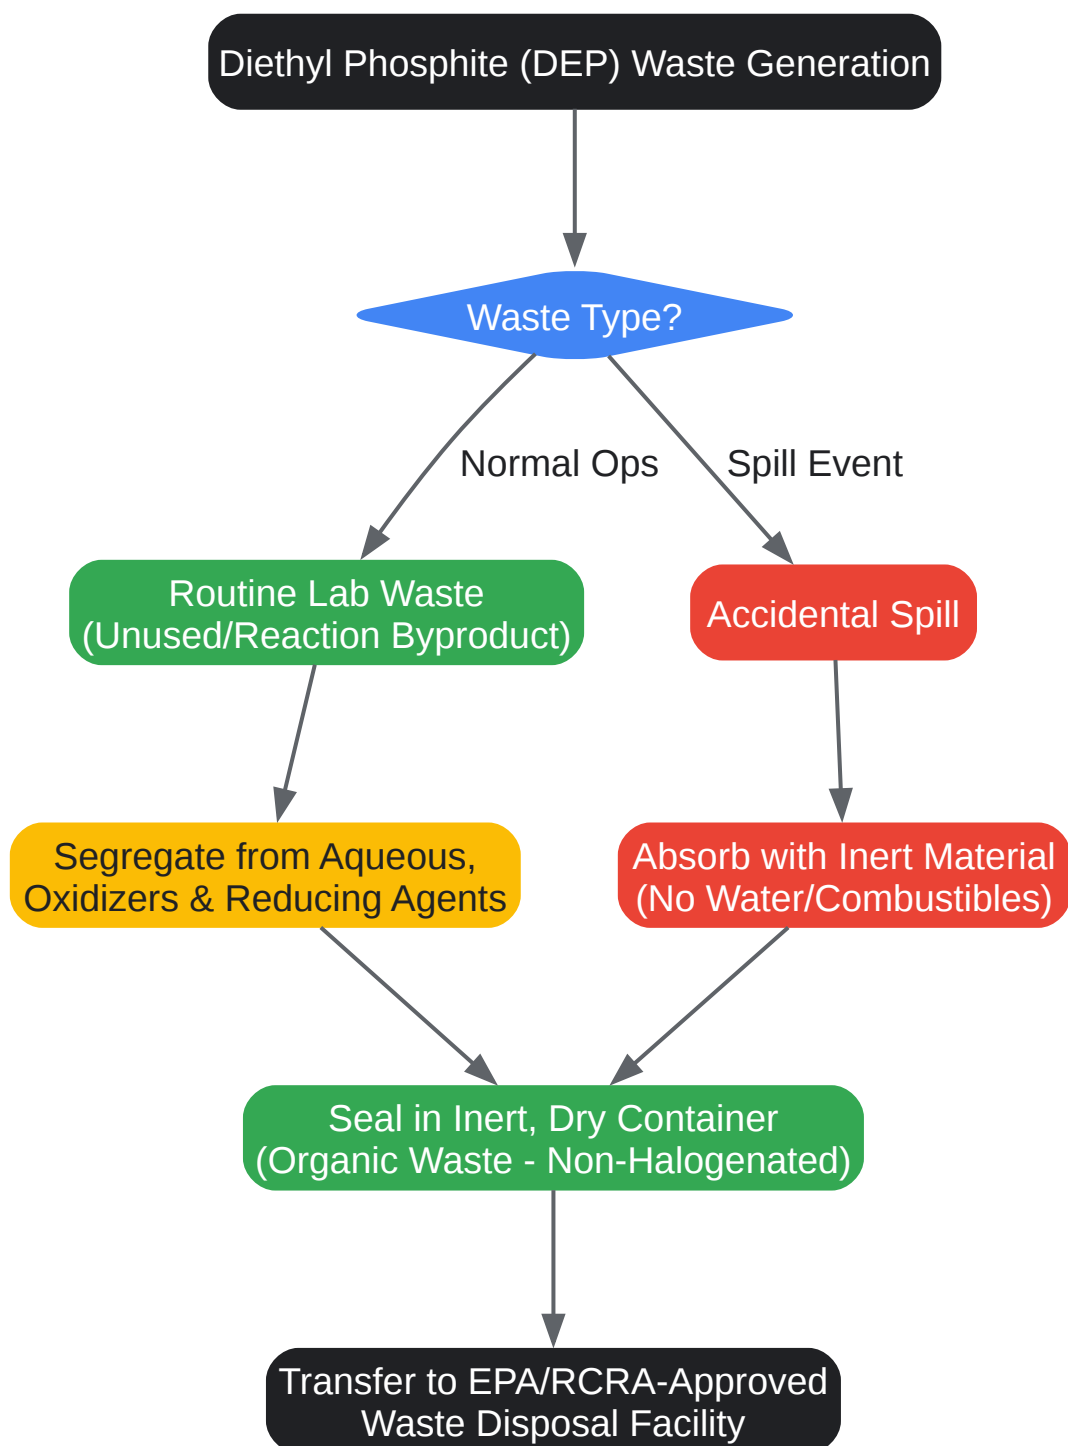 Diethyl Phosphite (DEP) Waste Generation
Waste Type?
Normal Ops
Spill Event
Routine Lab Waste
(Unused/Reaction Byproduct)
Accidental Spill
Segregate from Aqueous,
Oxidizers & Reducing Agents
Absorb with Inert Material
(No Water/Combustibles)
Seal in Inert, Dry Container
(Organic Waste - Non-Halogenated)
Transfer to EPA/RCRA-Approved
Waste Disposal Facility